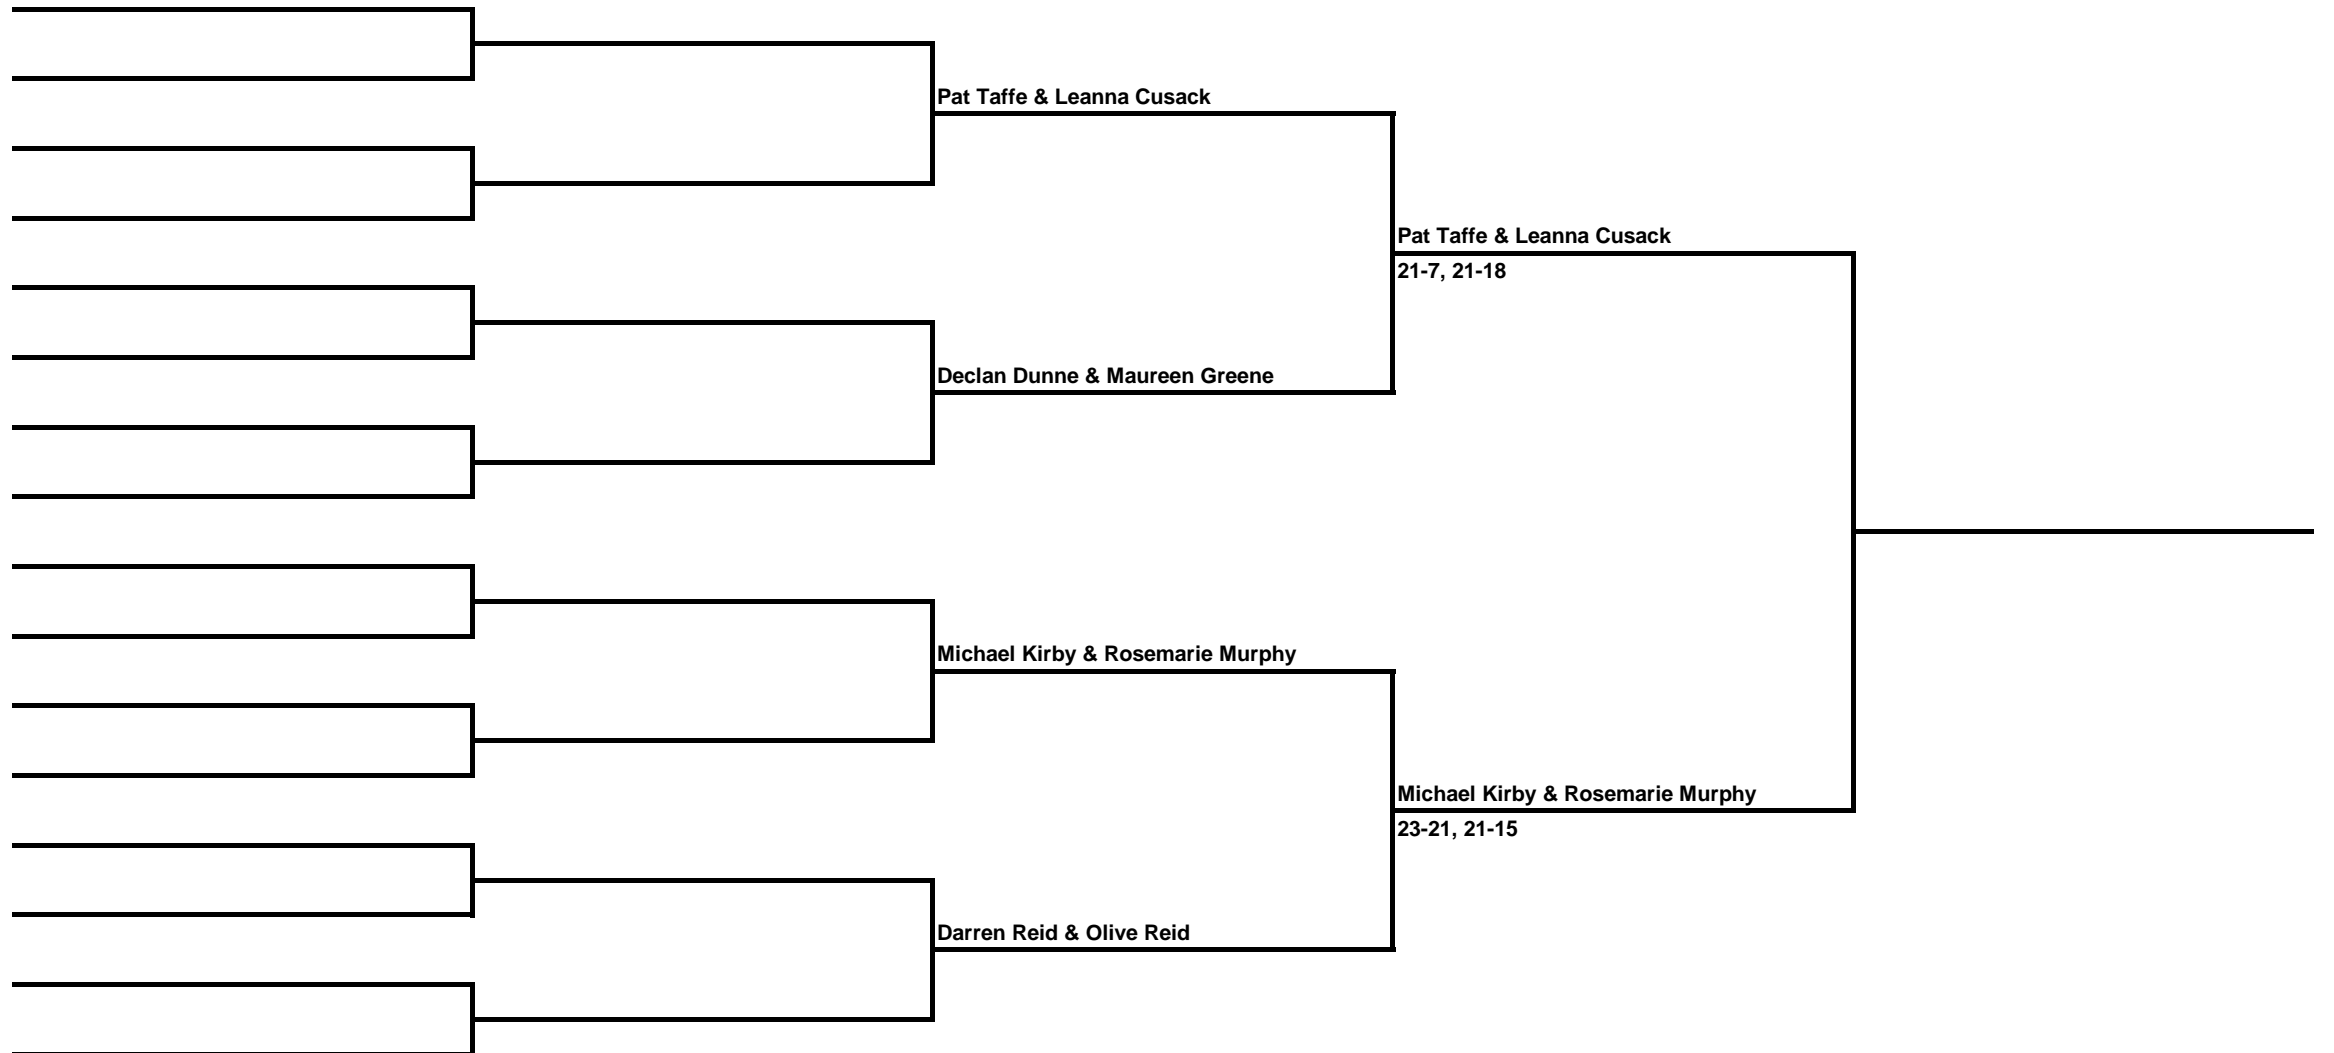 Pat Taffe & Leanna Cusack
Pat Taffe & Leanna Cusack
21-7, 21-18
Declan Dunne & Maureen Greene
Michael Kirby & Rosemarie Murphy
Michael Kirby & Rosemarie Murphy
23-21, 21-15
Darren Reid & Olive Reid